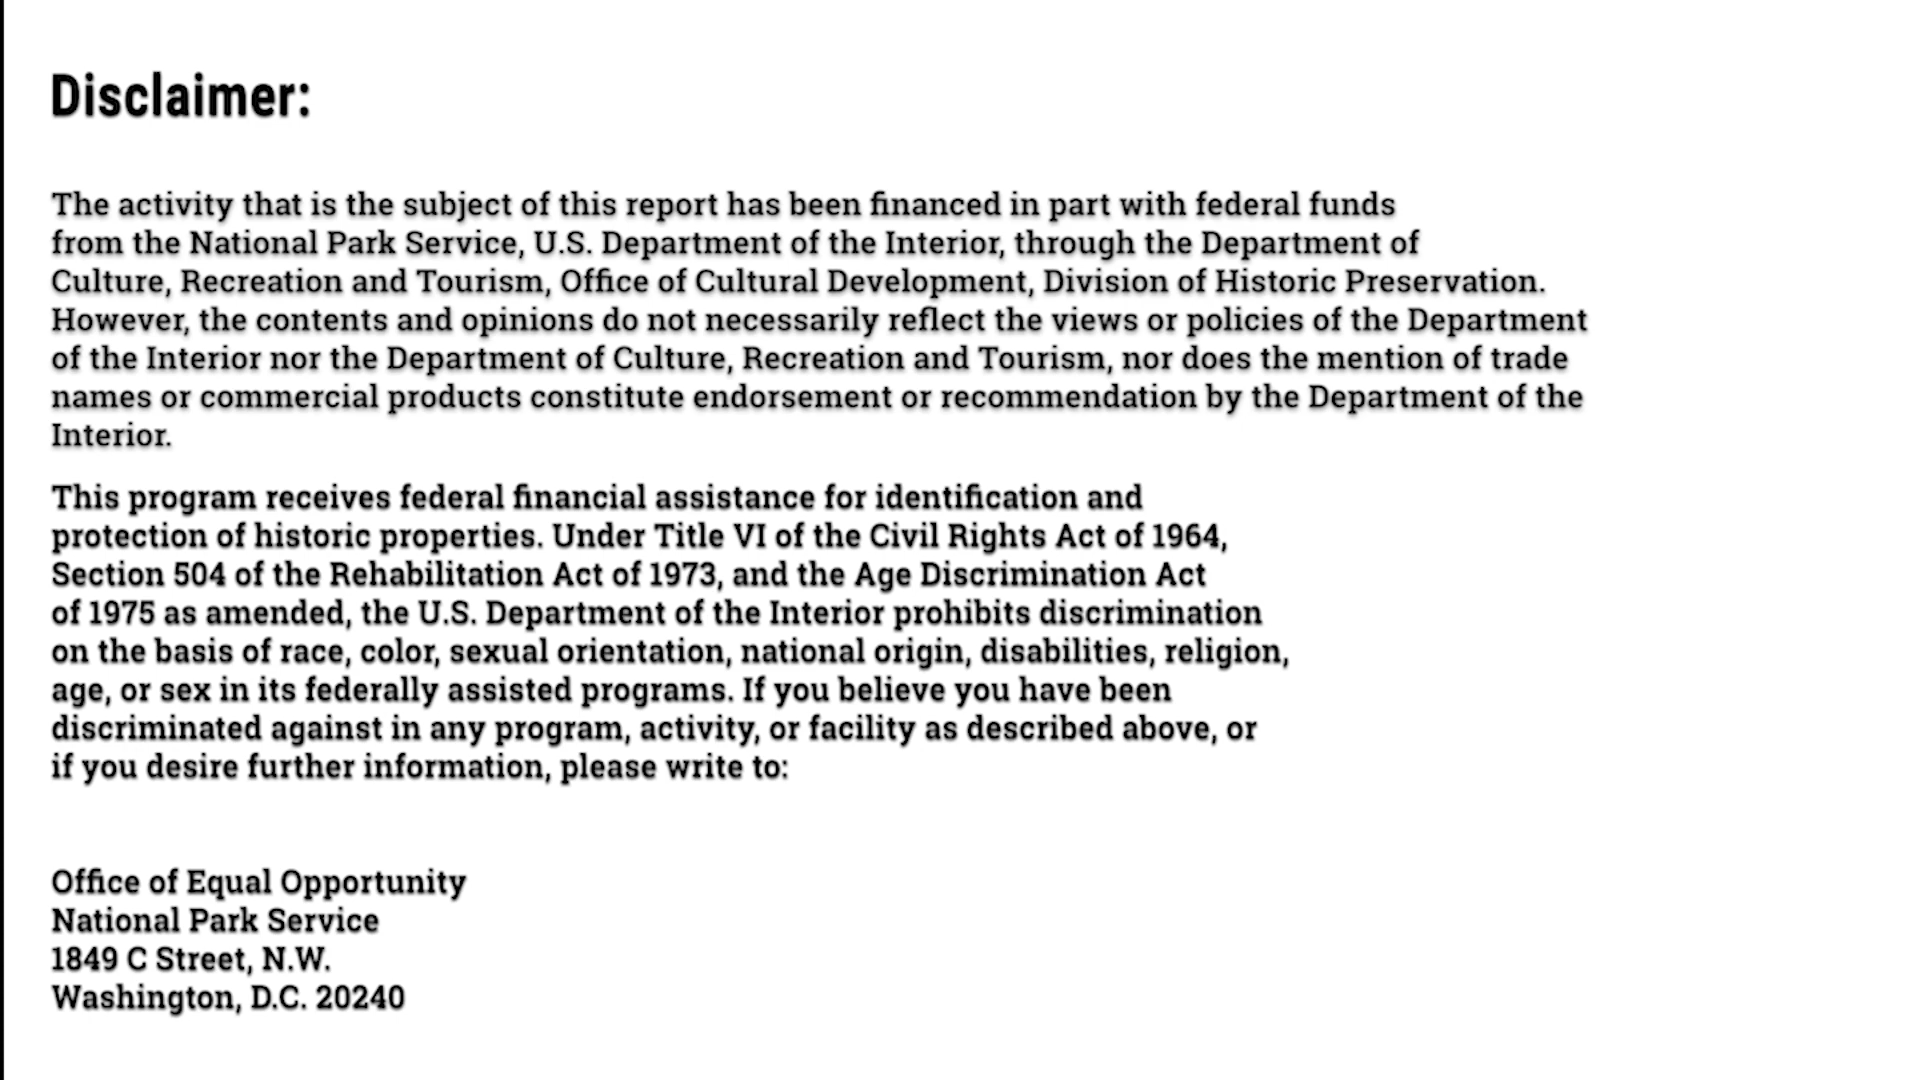 Disclaimer:
The activity that is the subject of this report has been financed in part with federal funds
from the National Park Service, U.S. Department of the Interior, through the Department of
Culture, Recreation and Tourism, Office of Cultural Development, Division of Historic Preservation.
However, the contents and opinions do not necessarily reflect the views or policies of the Department
of the Interior nor the Department of Culture, Recreation and Tourism, nor does the mention of trade
names or commercial products constitute endorsement or recommendation by the Department of the
Interior.
This program receives federal financial assistance for identification and
protection of historic properties. Under Title VI of the Civil Rights Act of 1964,
Section 504 of the Rehabilitation Act of 1973, and the Age Discrimination Act
of 1975 as amended, the U.S. Department of the Interior prohibits discrimination
on the basis of race, color, sexual orientation, national origin, disabilities, religion,
age, or sex in its federally assisted programs. If you believe you have been
discriminated against in any program, activity, or facility as described above, or
if you desire further information, please write to:
Office of Equal Opportunity
National Park Service
1849 C Street, N.W.
Washington, D.C. 20240